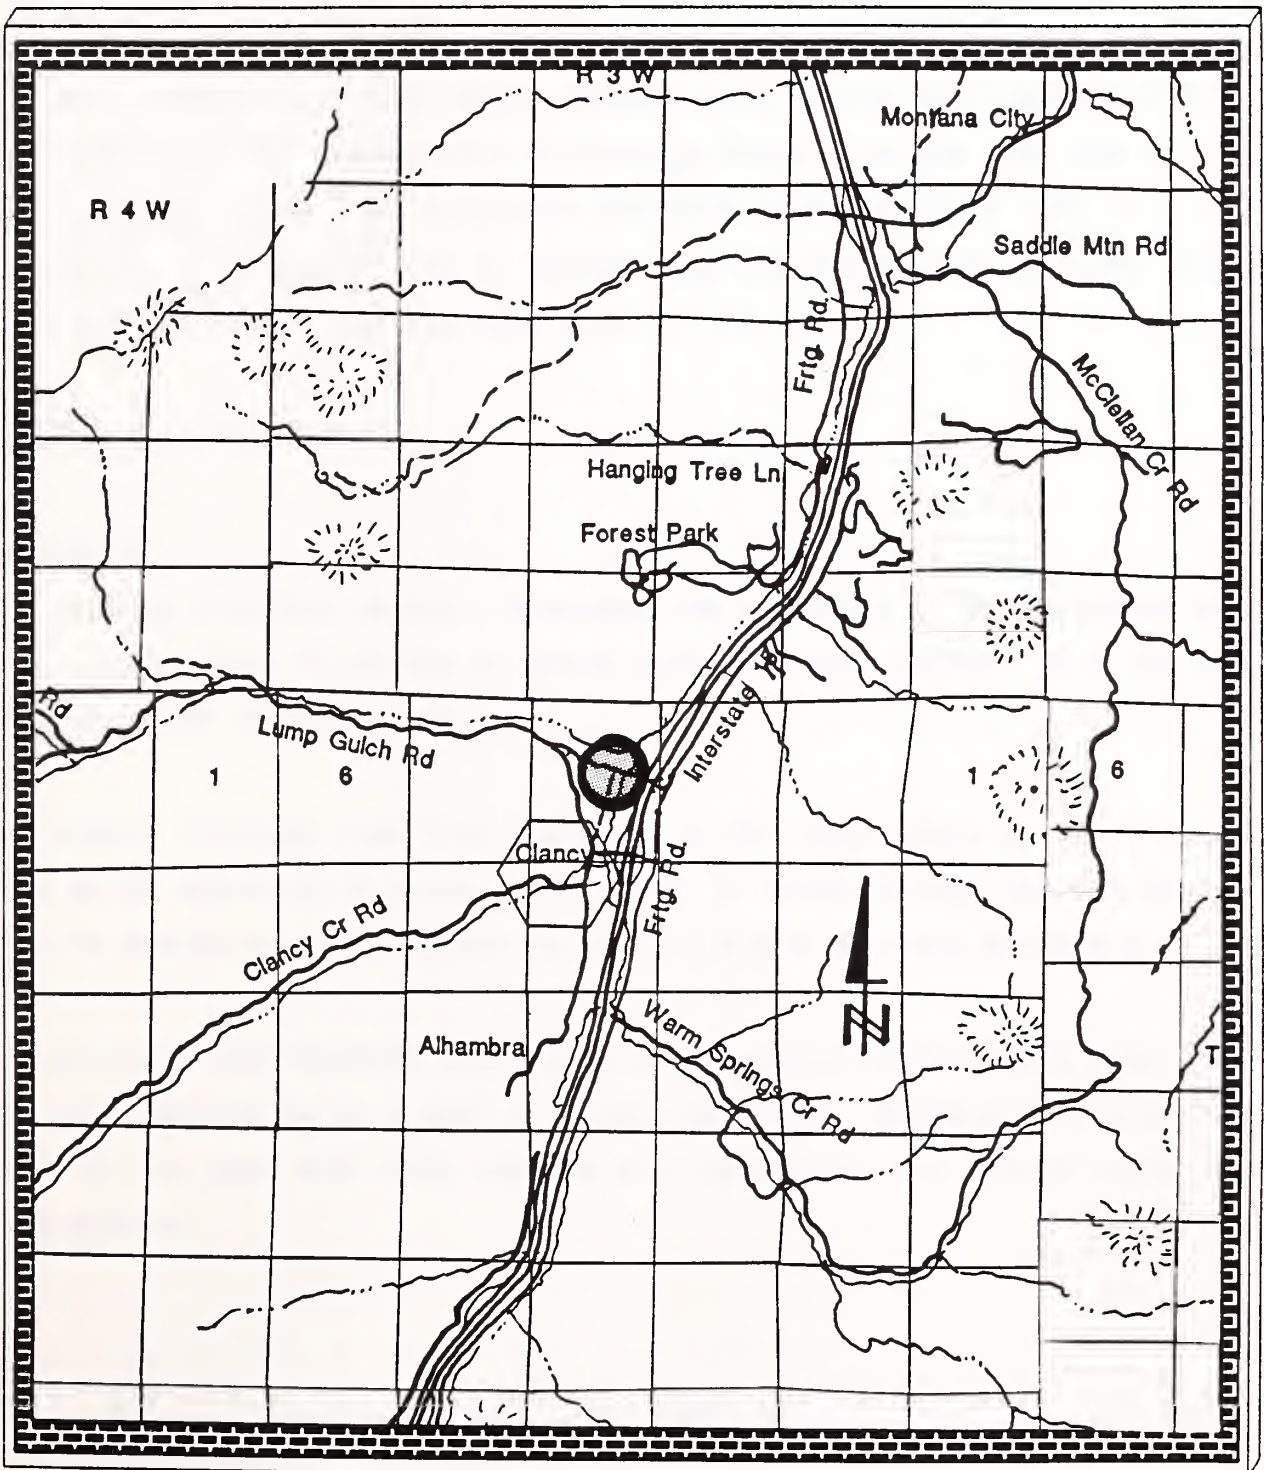 R 3 W
Montana City
R 4 W
Saddle Mtn Rd
Frtg. Rd.
McClellan Cr Rd
Hanging Tree Ln
Forest Park
Interstate 15
Rd
Lump Gulch Rd
1
6
1
6
Clancy
Frtg. Rd.
Clancy Cr Rd
N
Warm Springs Cr Rd
Alhambra
T